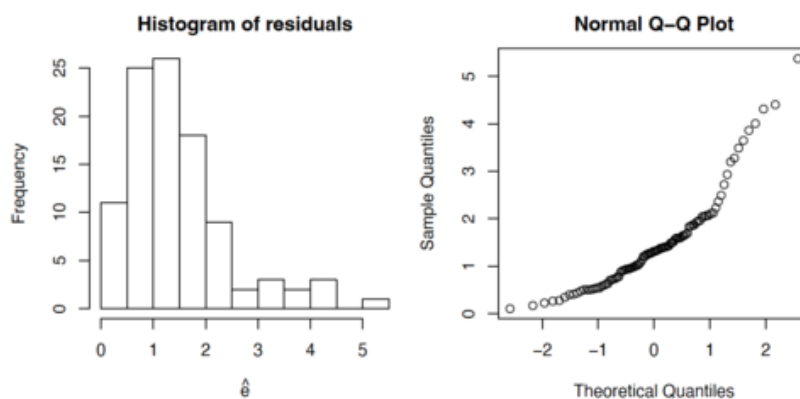 Histogram of residuals
Frequency
25
20
15
10
5
0
0 1 2 3 4 5
ê
Normal Q–Q Plot
Sample Quantiles
5
4
3
2
1
0
−2 −1 0 1 2
Theoretical Quantiles